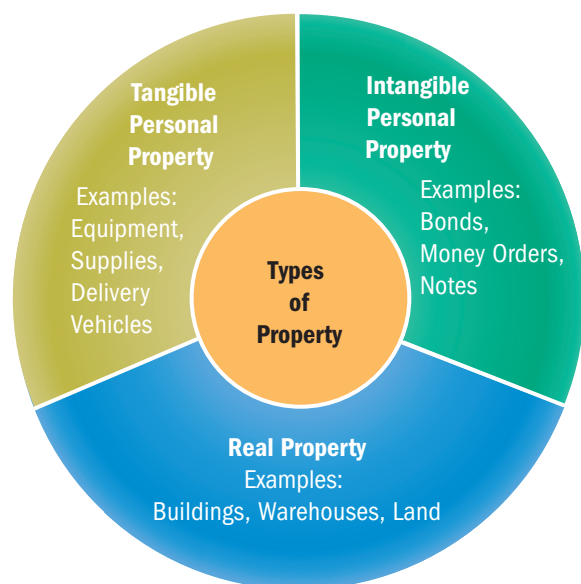 Tangible
Personal
Property
Examples:
Equipment,
Supplies,
Delivery
Vehicles
Intangible
Personal
Property
Examples:
Bonds,
Money Orders,
Notes
Types
of
Property
Real Property
Examples:
Buildings, Warehouses, Land